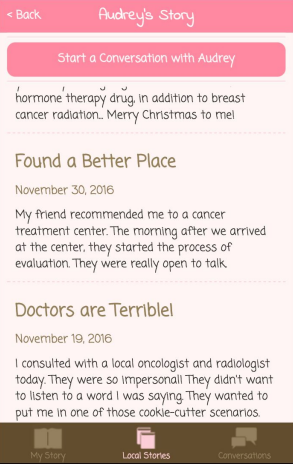 < Back
Audrey's Story
Start a Conversation with Audrey
hormone therapy drug, in addition to breast
cancer radiation... Merry Christmas to me!
Found a Better Place
November 30, 2016
My friend recommended me to a cancer
treatment center. The morning after we arrived
at the center, they started the process of
evaluation. They were really open to talk.
Doctors are Terrible!
November 19, 2016
I consulted with a local oncologist and radiologist
today. They were so impersonal! They didn't want
to listen to a word I was saying. They wanted to
put me in one of those cookie-cutter scenarios.
My Story
Local Stories
Conversations